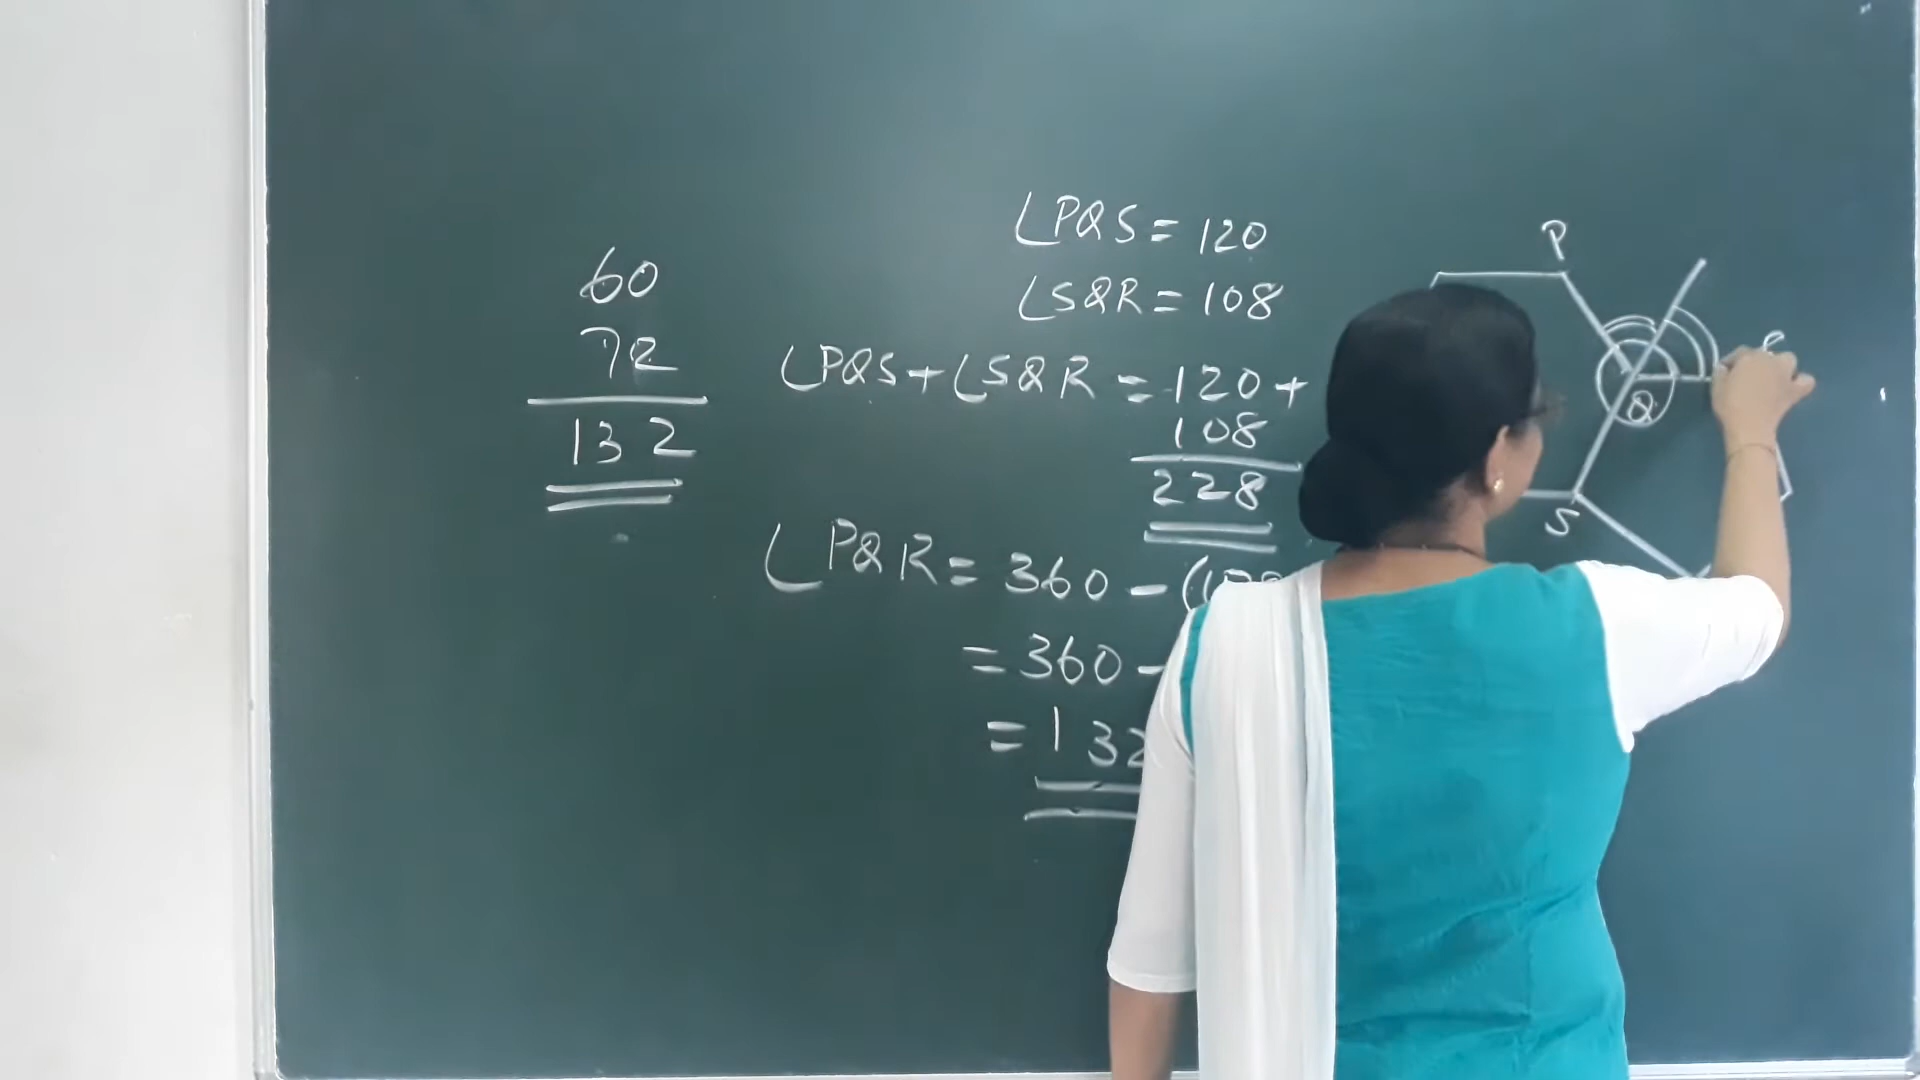 60
72
132
∠PQS = 120
∠SQR = 108
∠PQS + ∠SQR = 120 +
108
228
∠PQR = 360 - (
= 360 -
= 132
P
Q
S